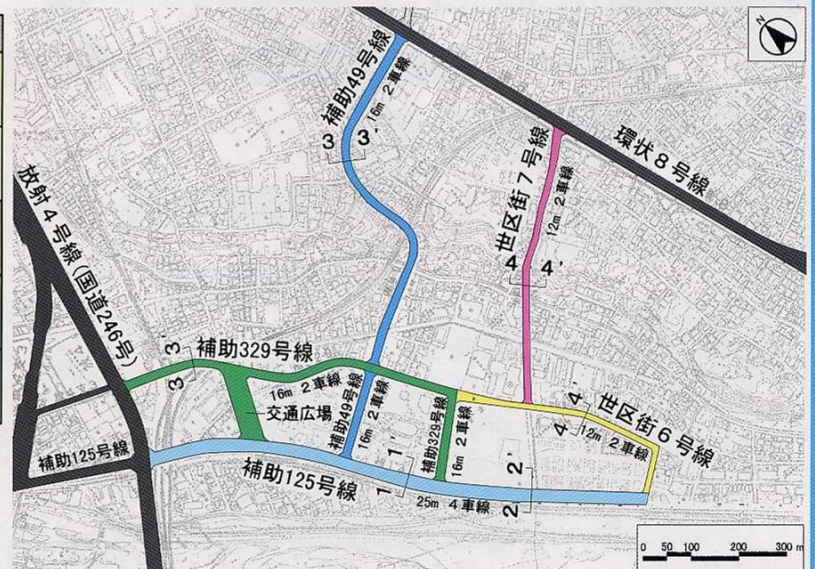 N
補助49号線
16m 2車線
3 3'
環状8号線
世区街7号線
12m 2車線
4 4'
放射4号線(国道246号)
3 3'
補助329号線
16m 2車線
交通広場
補助49号線
16m 2車線
補助329号線
16m 2車線
世区街6号線
4 4'
12m 2車線
補助125号線
補助125号線
1 1'
25m 4車線
2 2'
0 50 100 200 300 m